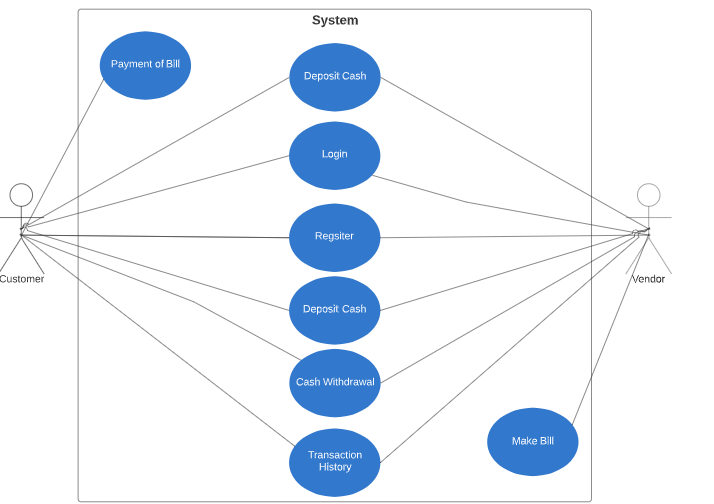 System
Payment of Bill
Deposit Cash
Login
Regsiter
Customer
Vendor
Deposit Cash
Cash Withdrawal
Make Bill
Transaction
History